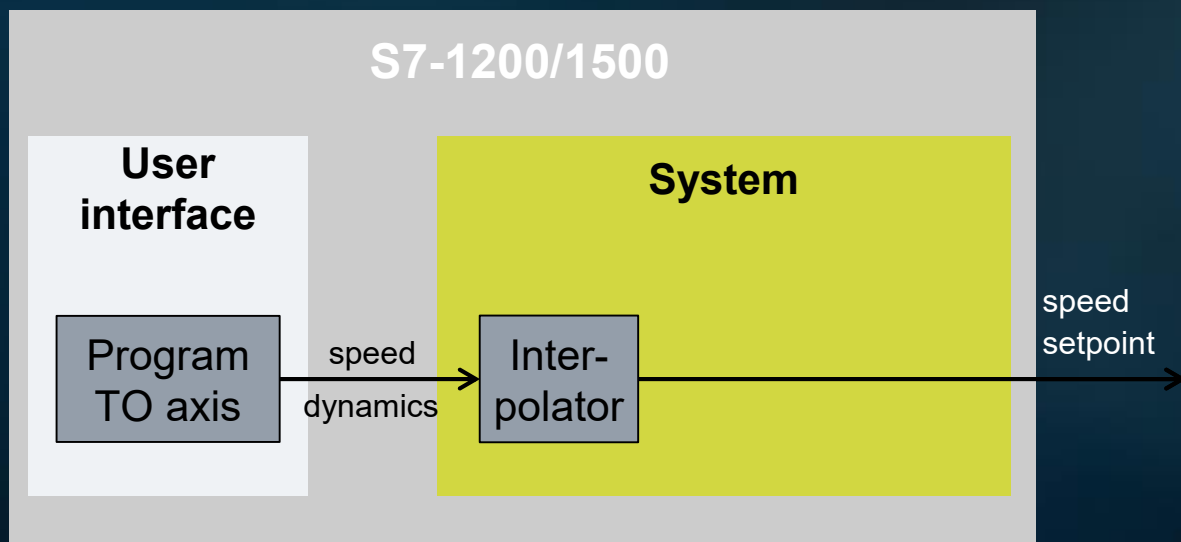 S7-1200/1500
User
interface
System
Program
TO axis
speed
dynamics
Inter-
polator
speed
setpoint